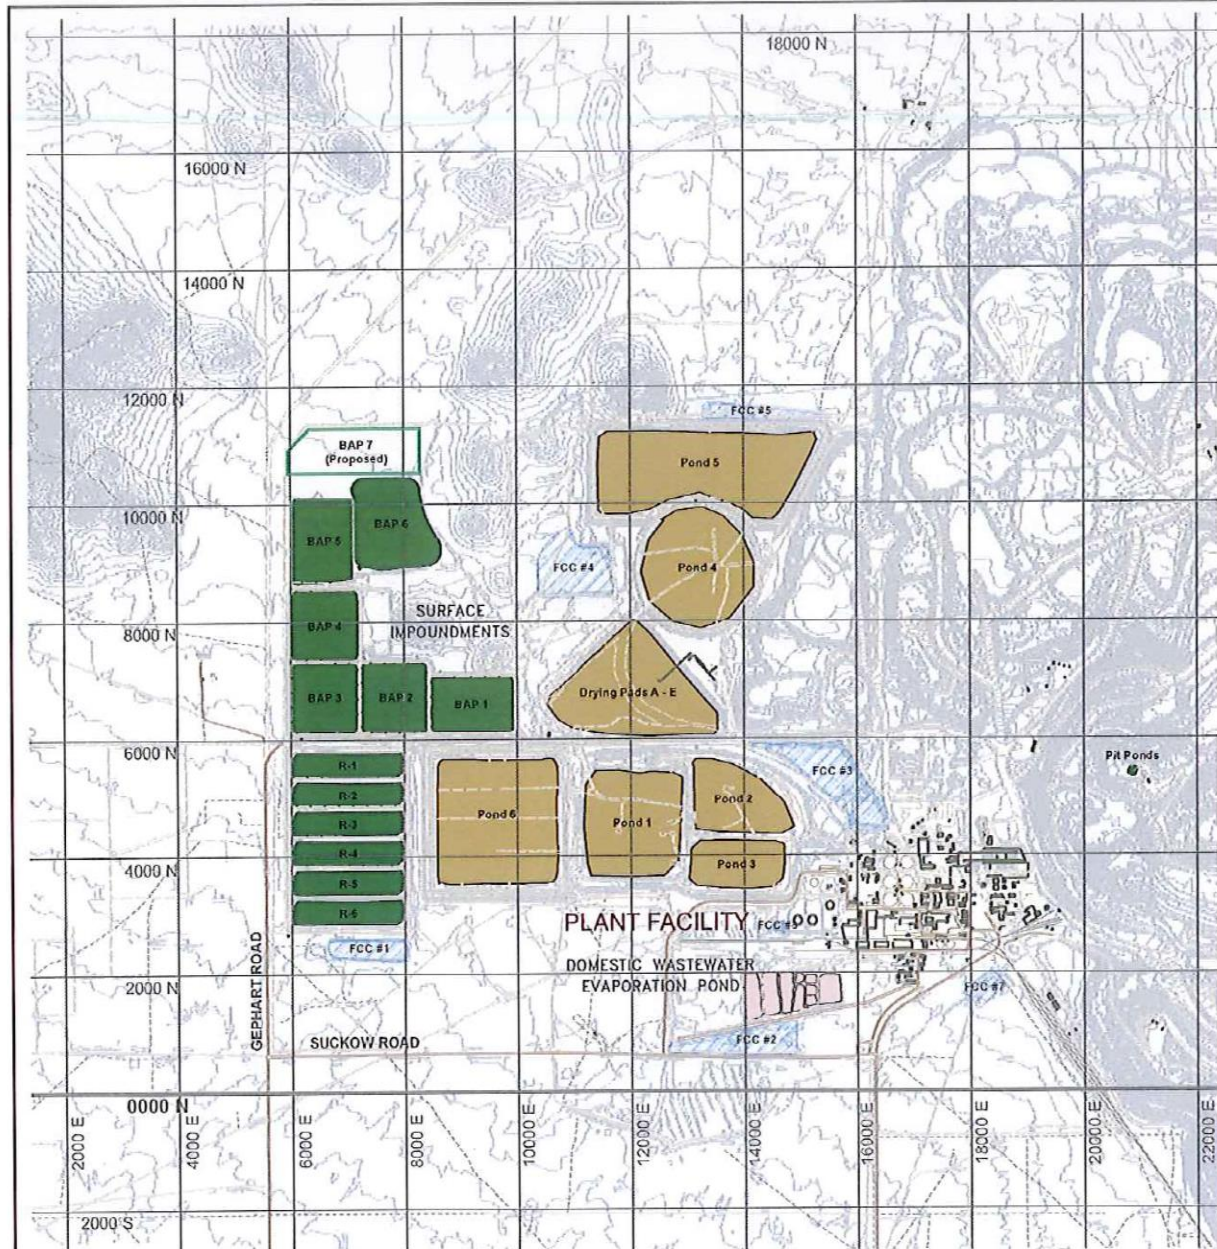 18000 N
16000 N
14000 N
12000 N
FCC #5
BAP 7
(Proposed)
Pond 5
10000 N
BAP 5
BAP 6
FCC #4
Pond 4
8000 N
BAP 4
SURFACE
IMPOUNDMENTS
BAP 3
BAP 2
BAP 1
Drying Pads A - E
6000 N
R-1
R-2
R-3
R-4
R-5
R-6
Pond 6
Pond 1
Pond 2
Pond 3
FCC #3
Pit Ponds
4000 N
PLANT FACILITY
FCC #1
DOMESTIC WASTEWATER
EVAPORATION POND
2000 N
FCC #7
FCC #2
GEPHART ROAD
SUCKOW ROAD
0000 N
2000 E
4000 E
6000 E
8000 E
10000 E
12000 E
14000 E
16000 E
18000 E
20000 E
22000 E
2000 S